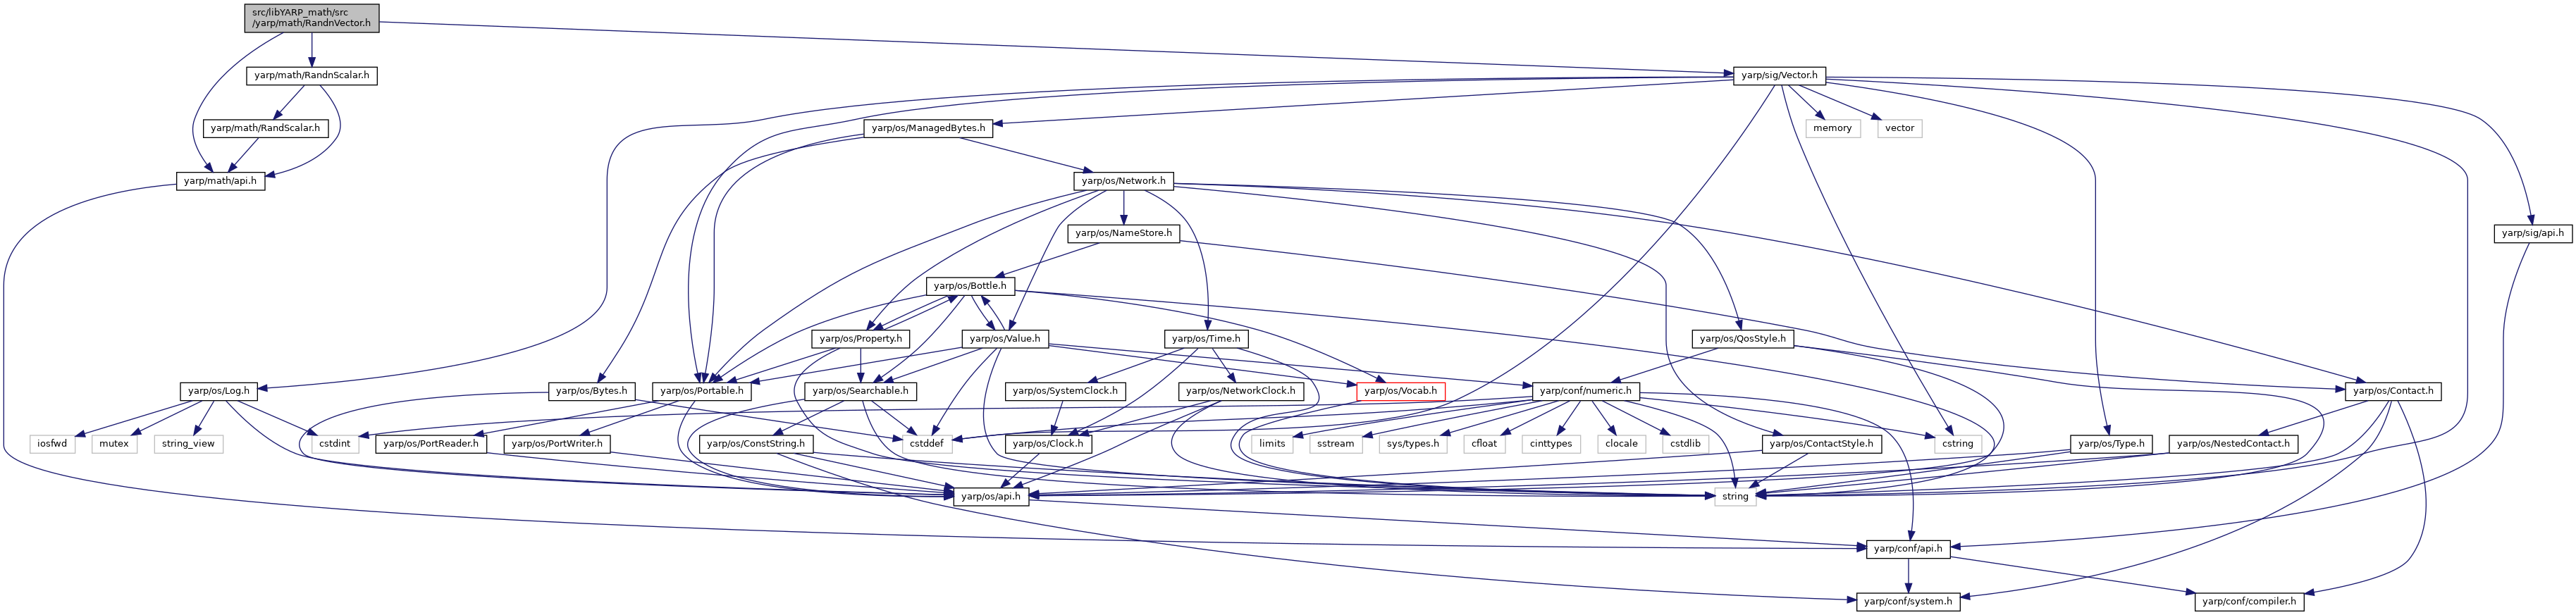 src/libYARP_math/src
/yarp/math/RandnVector.h
yarp/math/RandnScalar.h
yarp/sig/Vector.h
yarp/math/RandScalar.h
yarp/os/ManagedBytes.h
memory
vector
yarp/math/api.h
yarp/os/Network.h
yarp/os/NameStore.h
yarp/sig/api.h
yarp/os/Bottle.h
yarp/os/Property.h
yarp/os/Value.h
yarp/os/Time.h
yarp/os/QosStyle.h
yarp/os/Log.h
yarp/os/Bytes.h
yarp/os/Portable.h
yarp/os/Searchable.h
yarp/os/SystemClock.h
yarp/os/NetworkClock.h
yarp/os/Vocab.h
yarp/conf/numeric.h
yarp/os/Contact.h
iosfwd
mutex
string_view
cstdint
yarp/os/PortReader.h
yarp/os/PortWriter.h
yarp/os/ConstString.h
cstddef
yarp/os/Clock.h
limits
sstream
sys/types.h
cfloat
cinttypes
clocale
cstdlib
yarp/os/ContactStyle.h
cstring
yarp/os/Type.h
yarp/os/NestedContact.h
yarp/os/api.h
string
yarp/conf/api.h
yarp/conf/system.h
yarp/conf/compiler.h